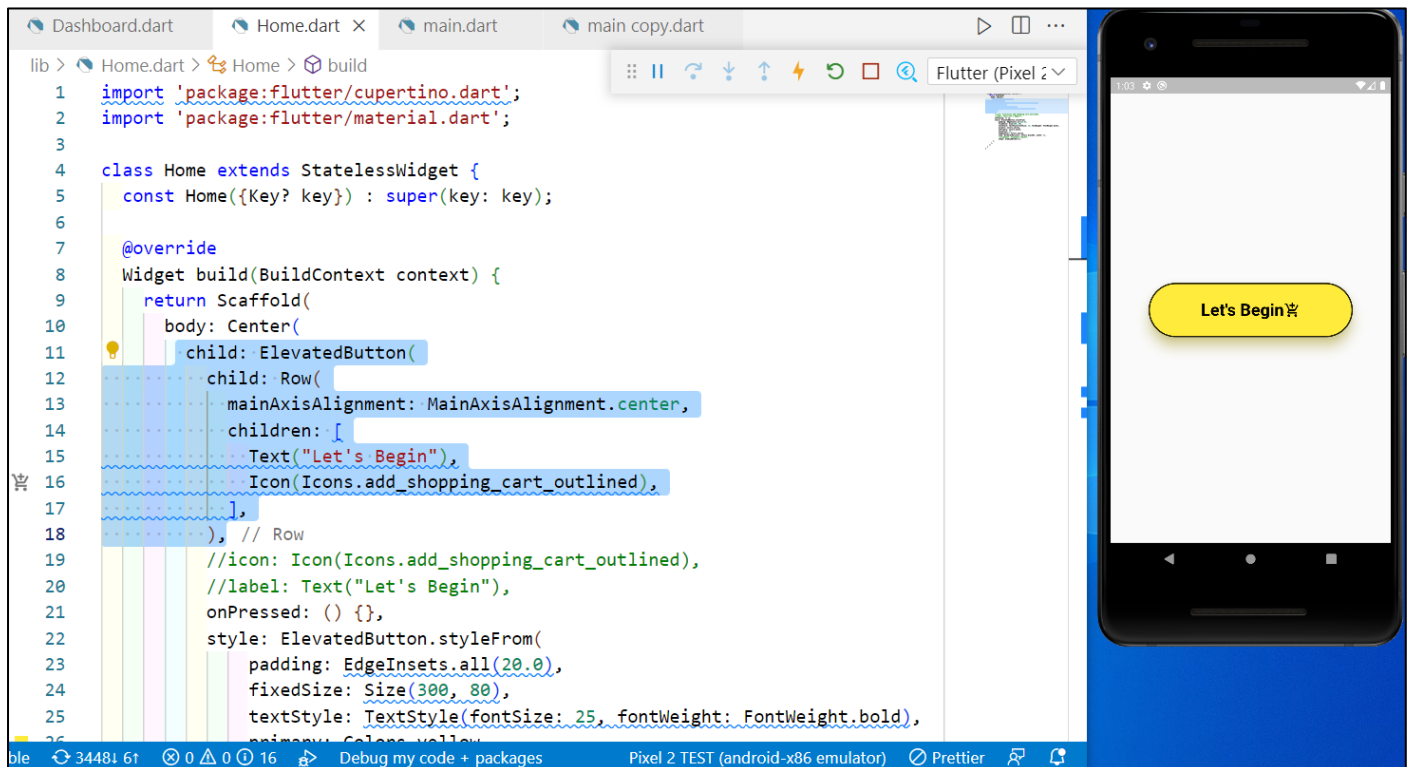 Dashboard.dart Home.dart main.dart main copy.dart
lib > Home.dart > Home > build
Flutter (Pixel 2
1 import 'package:flutter/cupertino.dart';
2 import 'package:flutter/material.dart';
3
4 class Home extends StatelessWidget {
5 const Home({Key? key}) : super(key: key);
6
7 @override
8 Widget build(BuildContext context) {
9 return Scaffold(
10 body: Center(
11 child: ElevatedButton(
12 child: Row(
13 mainAxisAlignment: MainAxisAlignment.center,
14 children: [
15 Text("Let's Begin"),
16 Icon(Icons.add_shopping_cart_outlined),
17 ],
18 ), // Row
19 //icon: Icon(Icons.add_shopping_cart_outlined),
20 //label: Text("Let's Begin"),
21 onPressed: () {},
22 style: ElevatedButton.styleFrom(
23 padding: EdgeInsets.all(20.0),
24 fixedSize: Size(300, 80),
25 textStyle: TextStyle(fontSize: 25, fontWeight: FontWeight.bold),
26 primary: Colors.yellow,
ble 3448↓ 6↑ 0 0 16 Debug my code + packages Pixel 2 TEST (android-x86 emulator) Prettier
1:03
Let's Begin